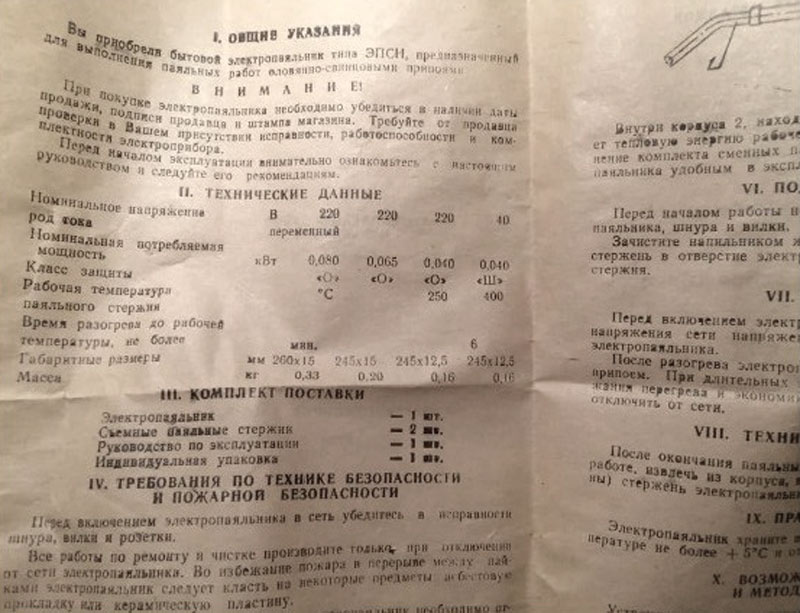 I. ОБЩИЕ УКАЗАНИЯ
Вы приобрели бытовой электропаяльник типа ЭПСН, предназначенный
для выполнения паяльных работ оловянно-свинцовыми припоями
ВНИМАНИЕ!
При покупке электропаяльника необходимо убедиться в наличии даты
продажи, подписи продавца и штампа магазина. Требуйте от продавца
проверки в Вашем присутствии исправности, работоспособности и ком-
плектности электроприбора.
Перед началом эксплуатации внимательно ознакомьтесь с настоящим
руководством и следуйте его рекомендациям.
II. ТЕХНИЧЕСКИЕ ДАННЫЕ
Номинальное напряжение В 220 220 220 40
род тока переменный
Номинальная потребляемая
мощность кВт 0,080 0,065 0,040 0,040
Класс защиты «О» «О» «О» «Ш»
Рабочая температура °С 250 400
паяльного стержня
Время разогрева до рабочей
температуры, не более мин. 6
Габаритные размеры мм 260х15 245х15 245х12,5 245х12,5
Масса кг 0,33 0,20 0,16 0,16
III. КОМПЛЕКТ ПОСТАВКИ
Электропаяльник — 1 шт.
Съемные паяльные стержни — 2 шт.
Руководство по эксплуатации — 1 шт.
Индивидуальная упаковка — 1 шт.
IV. ТРЕБОВАНИЯ ПО ТЕХНИКЕ БЕЗОПАСНОСТИ
И ПОЖАРНОЙ БЕЗОПАСНОСТИ
Перед включением электропаяльника в сеть убедитесь в исправности
шнура, вилки и розетки.
Все работы по ремонту и чистке производите только при отключении
от сети электропаяльника. Во избежание пожара в перерыве между пай-
ками электропаяльник следует класть на некоторые предметы асбестовую
прокладку или керамическую пластину.
необходимо
Внутри корпуса 2, наход
ет тепловую энергию рабоче
нение комплекта сменных п
паяльника удобным в экспл
VI. ПО
Перед началом работы н
паяльника, шнура и вилки.
Зачистите напильником ж
стержень в отверстие элект
стержня.
VII.
Перед включением электр
напряжения сети напряже
электропаяльника.
После разогрева электро
припоем. При длительных
жания перегрева и экономи
отключить от сети.
VIII. ТЕХНИ
После окончания паяльны
работе, извлечь из корпуса,
ны) стержень электропаяльн
IX. ПРА
Электропаяльник храните в
пературе не более + 5°С и о
X. ВОЗМОЖ
И МЕТОД